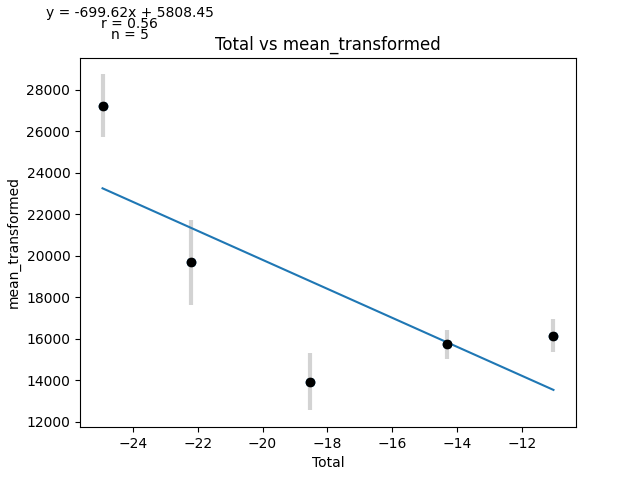 y = -699.62x + 5808.45
r = 0.56
n = 5
Total vs mean_transformed
28000
26000
24000
22000
20000
18000
16000
14000
12000
mean_transformed
−24
−22
−20
−18
−16
−14
−12
Total